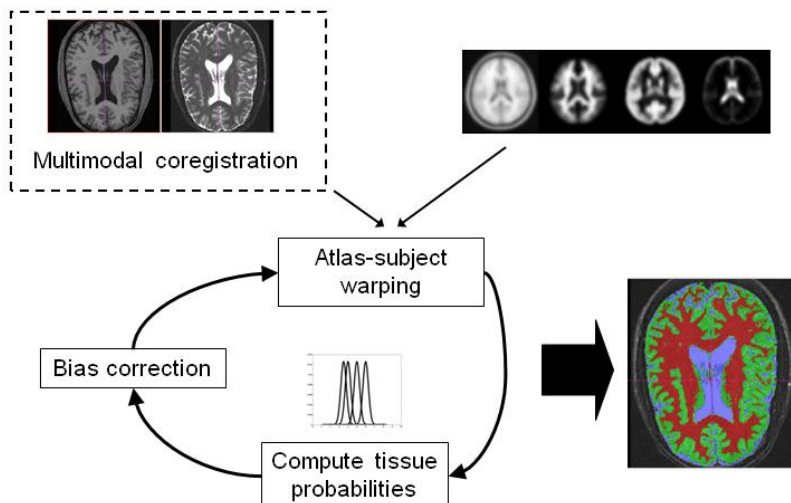 Multimodal coregistration
Atlas-subject
warping
Bias correction
Compute tissue
probabilities